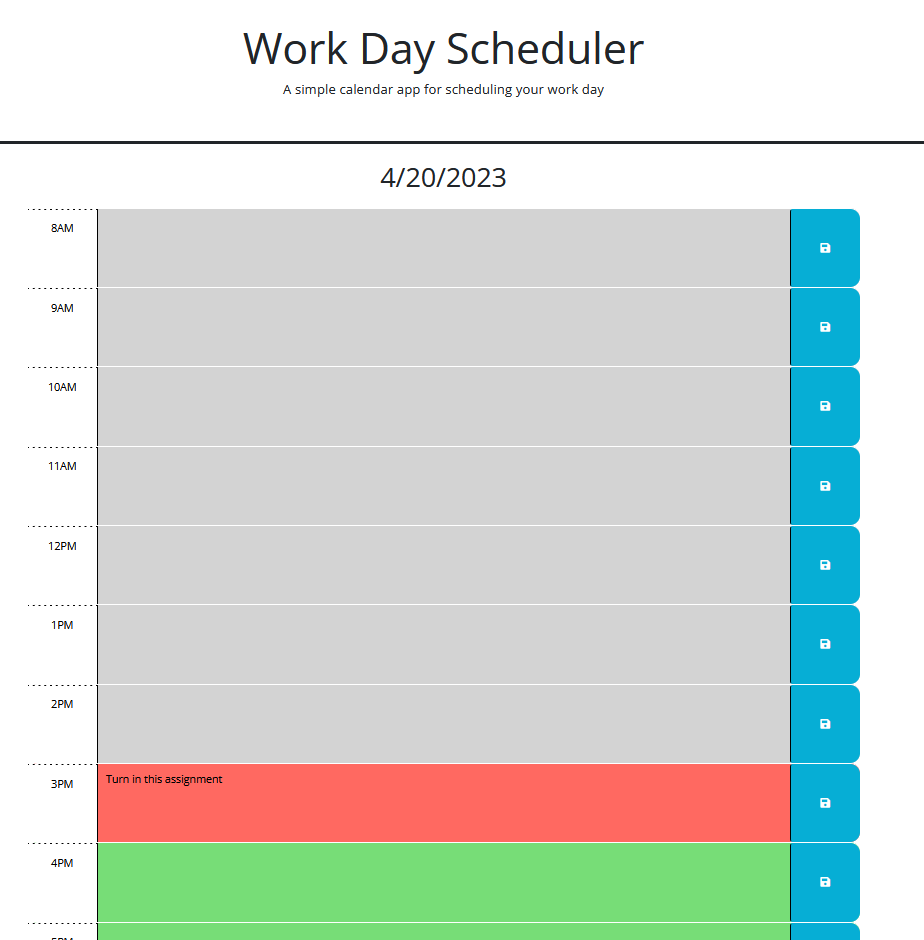 Work Day Scheduler
A simple calendar app for scheduling your work day
4/20/2023
8AM
9AM
10AM
11AM
12PM
1PM
2PM
3PM
Turn in this assignment
4PM
5PM